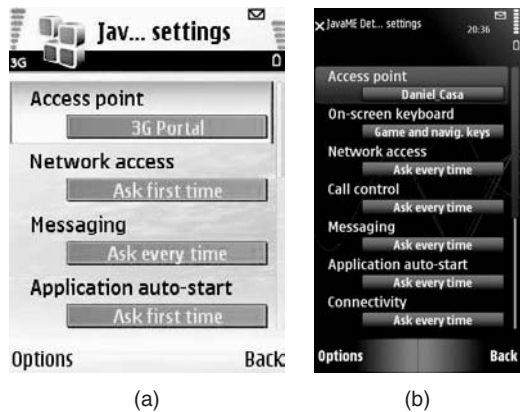 Jav... settings
3G
Access point
3G Portal
Network access
Ask first time
Messaging
Ask every time
Application auto-start
Ask first time
Options Back
(a)
JavaME Det... settings
20:36
Access point
Daniel_Casa
On-screen keyboard
Game and navig. keys
Network access
Ask every time
Call control
Ask every time
Messaging
Ask every time
Application auto-start
Ask every time
Connectivity
Ask every time
Options Back
(b)